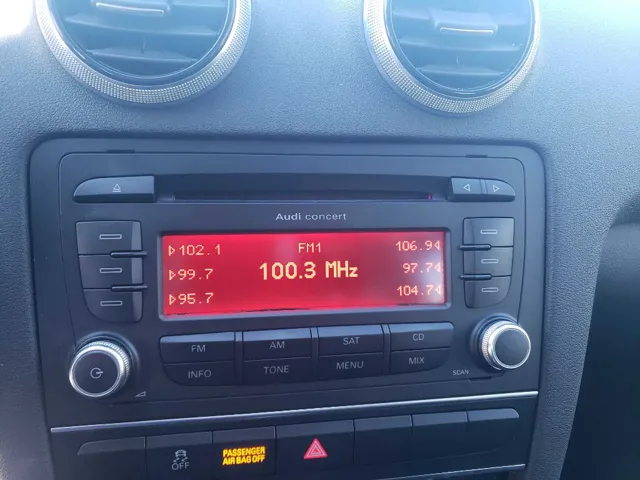 Audi concert
▷102.1 FM1 106.9◁
▷99.7 100.3 MHz 97.7◁
▷95.7 104.7◁
FM AM SAT CD
INFO TONE MENU MIX
SCAN
OFF
PASSENGER
AIR BAG OFF